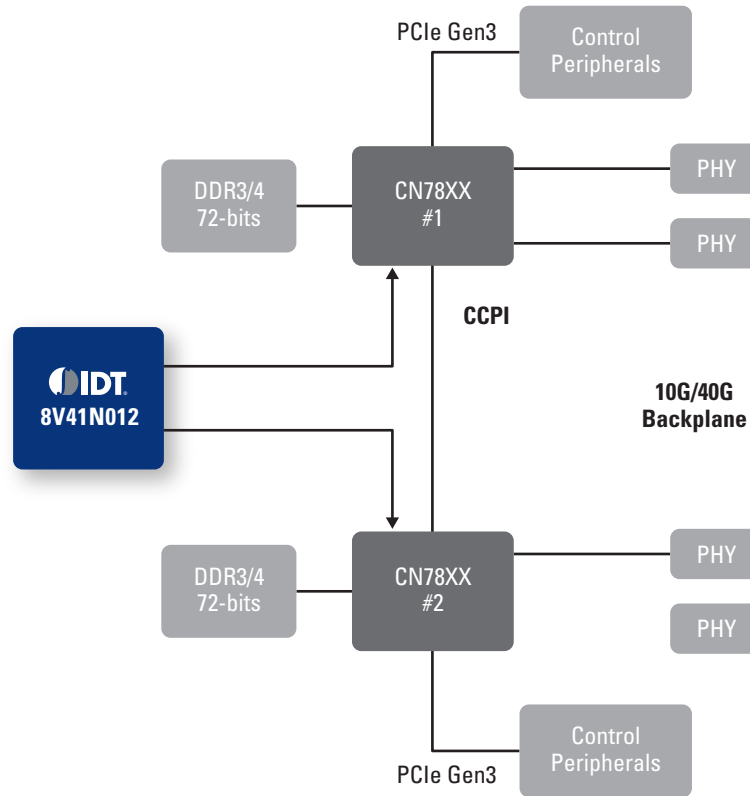 PCIe Gen3
Control
Peripherals
DDR3/4
72-bits
CN78XX
#1
PHY
PHY
CCPI
IDT.
8V41N012
10G/40G
Backplane
DDR3/4
72-bits
CN78XX
#2
PHY
PHY
PCIe Gen3
Control
Peripherals